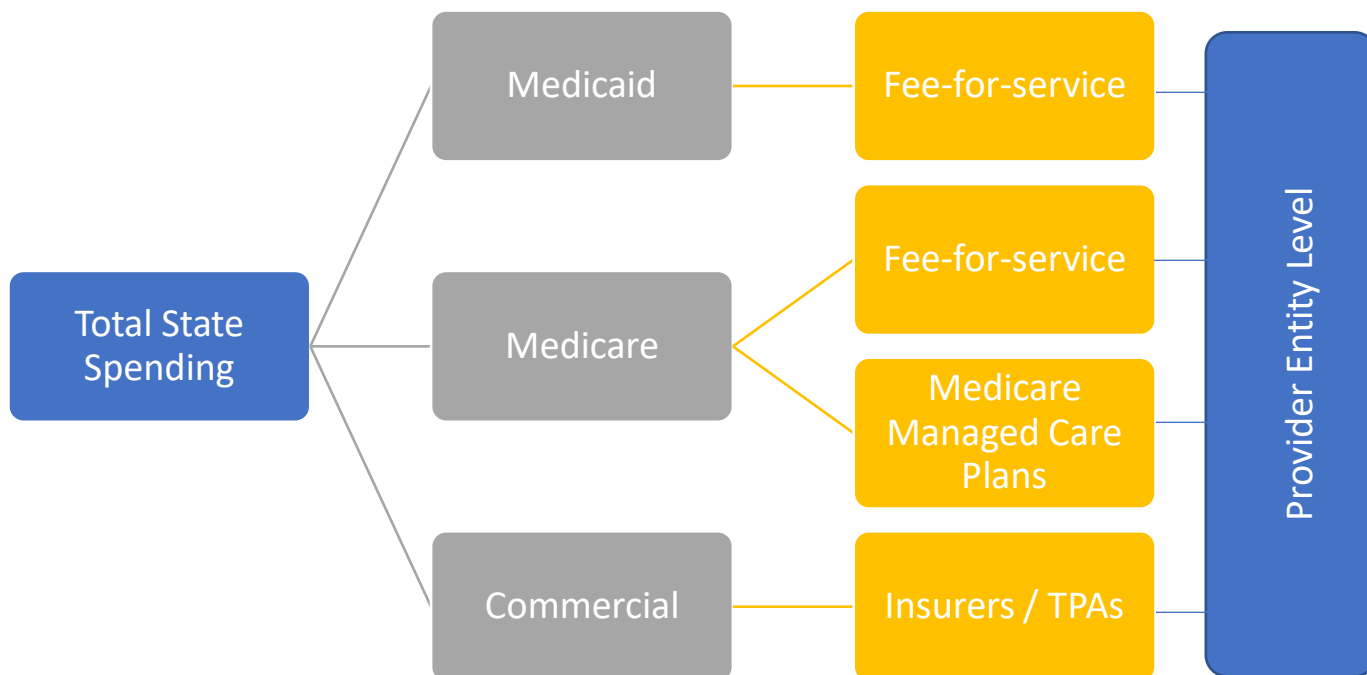 Total State
Spending
Medicaid
Medicare
Commercial
Fee-for-service
Fee-for-service
Medicare
Managed Care
Plans
Insurers / TPAs
Provider Entity Level